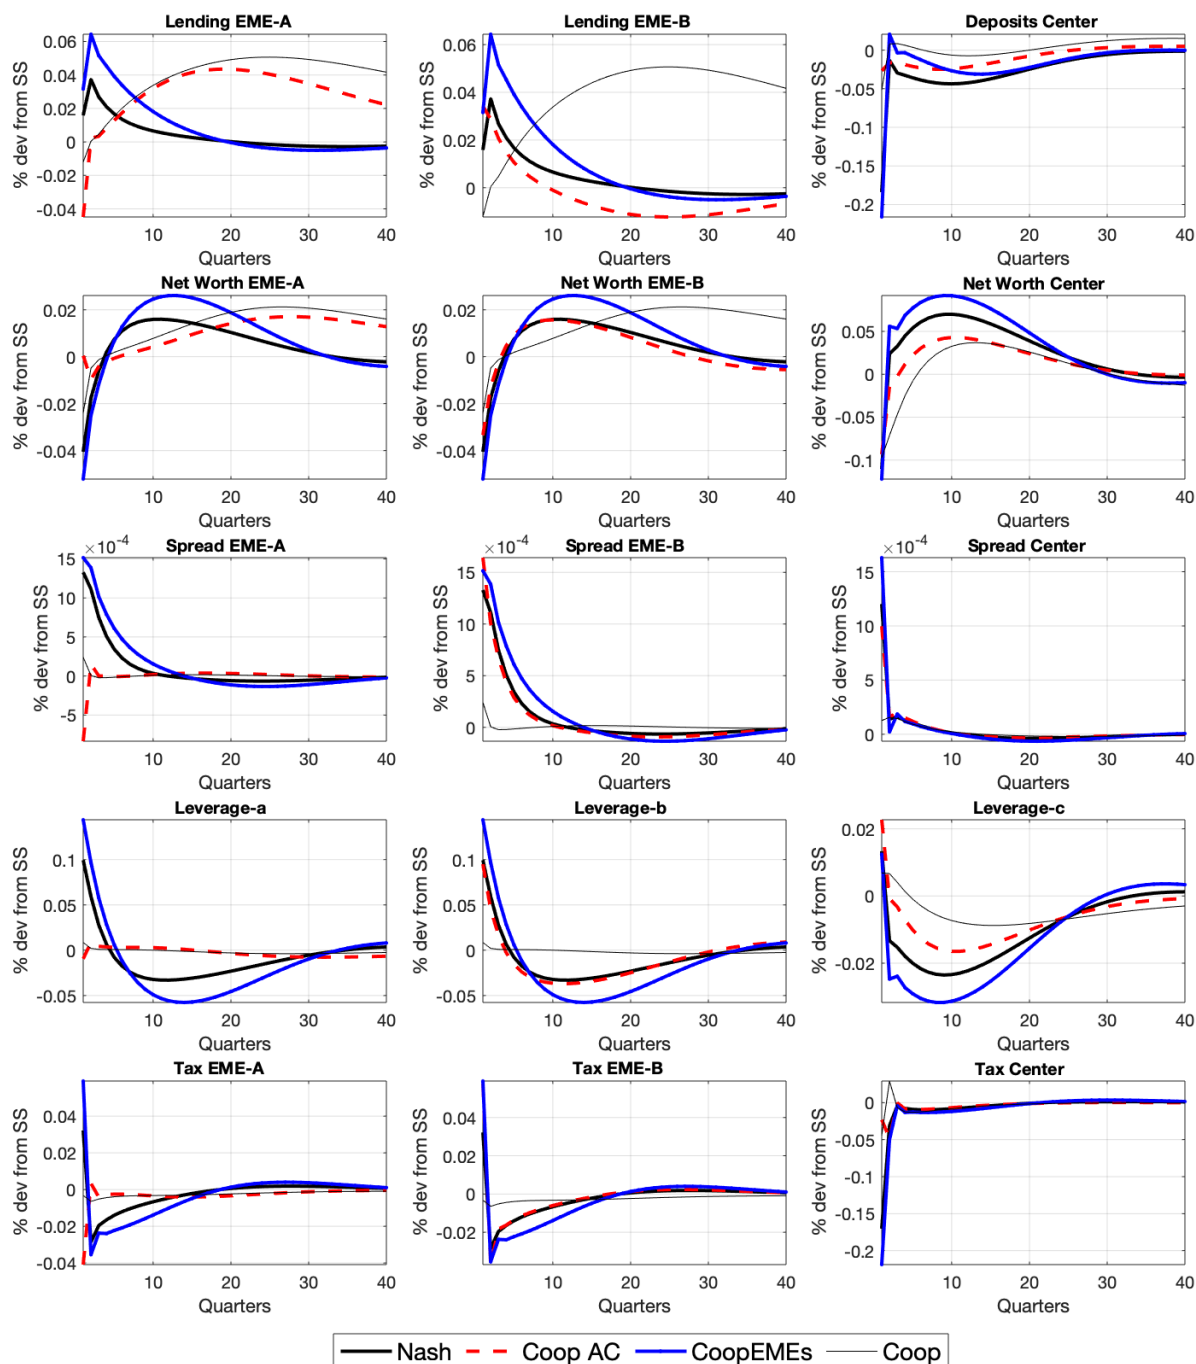 Lending EME-A
% dev from SS
0.06
0.04
0.02
0
-0.02
-0.04
10 20 30 40
Quarters
Lending EME-B
% dev from SS
0.06
0.04
0.02
0
10 20 30 40
Quarters
Deposits Center
% dev from SS
0
-0.05
-0.1
-0.15
-0.2
10 20 30 40
Quarters
Net Worth EME-A
% dev from SS
0.02
0
-0.02
-0.04
10 20 30 40
Quarters
Net Worth EME-B
% dev from SS
0.02
0
-0.02
-0.04
10 20 30 40
Quarters
Net Worth Center
% dev from SS
0.05
0
-0.05
-0.1
10 20 30 40
Quarters
Spread EME-A
×10-4
% dev from SS
15
10
5
0
-5
10 20 30 40
Quarters
Spread EME-B
×10-4
% dev from SS
15
10
5
0
10 20 30 40
Quarters
Spread Center
×10-4
% dev from SS
15
10
5
0
10 20 30 40
Quarters
Leverage-a
% dev from SS
0.1
0.05
0
-0.05
10 20 30 40
Quarters
Leverage-b
% dev from SS
0.1
0.05
0
-0.05
10 20 30 40
Quarters
Leverage-c
% dev from SS
0.02
0
-0.02
10 20 30 40
Quarters
Tax EME-A
% dev from SS
0.04
0.02
0
-0.02
-0.04
10 20 30 40
Quarters
Tax EME-B
% dev from SS
0.04
0.02
0
-0.02
10 20 30 40
Quarters
Tax Center
% dev from SS
0
-0.05
-0.1
-0.15
-0.2
10 20 30 40
Quarters
Nash Coop AC CoopEMEs Coop